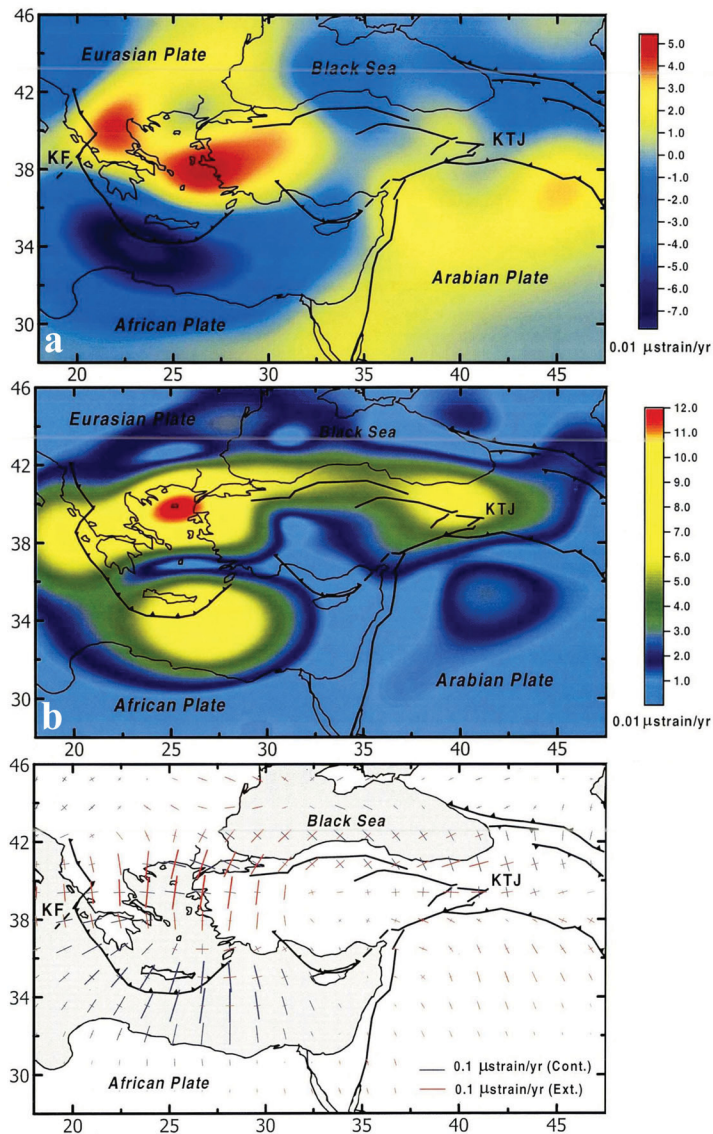 46
Eurasian Plate
Black Sea
42
KF
KTJ
38
34
Arabian Plate
30
African Plate
a
20 25 30 35 40 45
5.0
4.0
3.0
2.0
1.0
0.0
-1.0
-2.0
-3.0
-4.0
-5.0
-6.0
-7.0
0.01 μstrain/yr
46
Eurasian Plate
Black Sea
42
KTJ
38
34
30
African Plate
Arabian Plate
b
20 25 30 35 40 45
12.0
11.0
10.0
9.0
8.0
7.0
6.0
5.0
4.0
3.0
2.0
1.0
0.01 μstrain/yr
46
Black Sea
42
KF
KTJ
38
34
0.1 μstrain/yr (Cont.)
African Plate
0.1 μstrain/yr (Ext.)
30
20 25 30 35 40 45